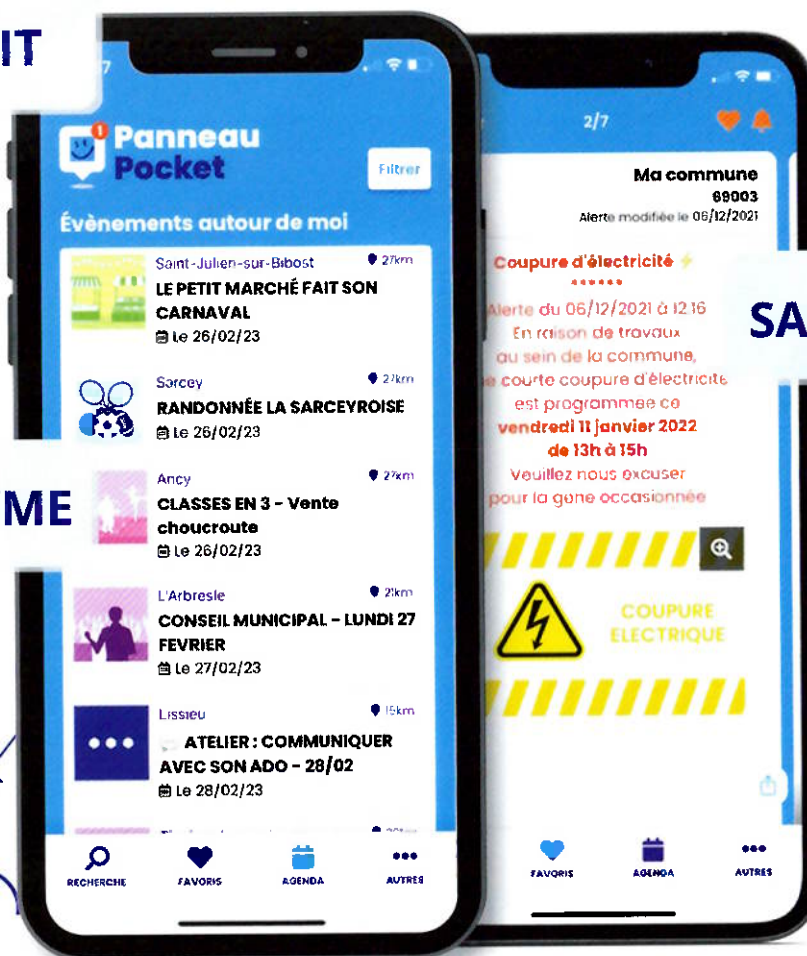 IT
Panneau
Pocket
1
Filtrer
Évènements autour de moi
Saint-Julien-sur-Bibost 27km
LE PETIT MARCHÉ FAIT SON
CARNAVAL
Le 26/02/23
Sarcey 27km
RANDONNÉE LA SARCEYROISE
Le 26/02/23
ME
Ancy 27km
CLASSES EN 3 - Vente
choucroute
Le 26/02/23
L'Arbresle 21km
CONSEIL MUNICIPAL - LUNDI 27
FEVRIER
Le 27/02/23
Lissieu 15km
ATELIER : COMMUNIQUER
AVEC SON ADO - 28/02
Le 28/02/23
RECHERCHE FAVORIS AGENDA AUTRES
2/7
Ma commune
69003
Alerte modifiée le 06/12/2021
Coupure d'électricité
Alerte du 06/12/2021 à 12:16
En raison de travaux
au sein de la commune,
e courte coupure d'électricité
est programmée ce
vendredi 11 janvier 2022
de 13h à 15h
Veuillez nous excuser
pour la gene occasionnée
SA
COUPURE
ELECTRIQUE
FAVORIS AGENDA AUTRES